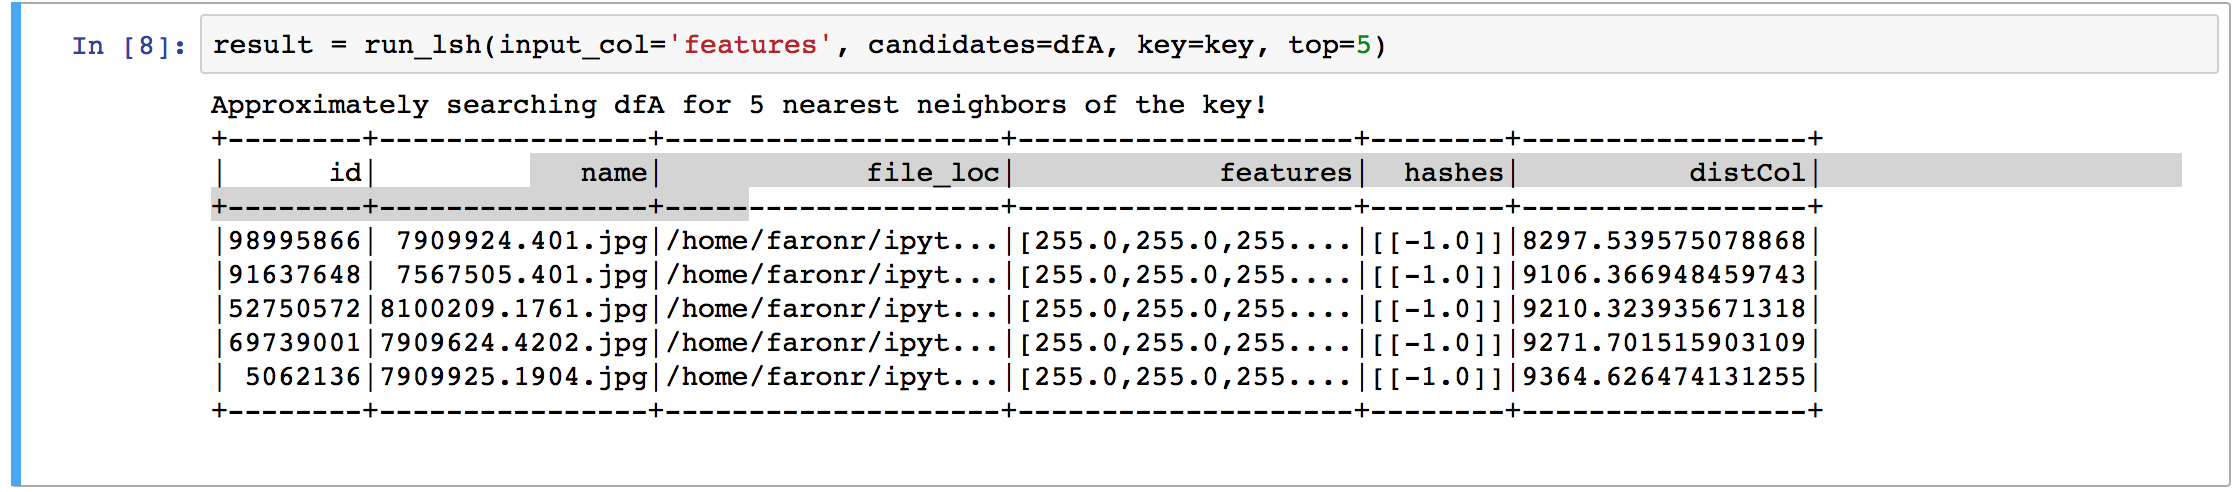 In [8]: result = run_lsh(input_col='features', candidates=dfA, key=key, top=5)
Approximately searching dfA for 5 nearest neighbors of the key!
+--------+----------------+--------------------+--------------------+--------+-----------------+
|      id|            name|            file_loc|            features|  hashes|          distCol|
+--------+----------------+--------------------+--------------------+--------+-----------------+
|98995866| 7909924.401.jpg|/home/faronr/ipyt...|[255.0,255.0,255....|[[-1.0]]|8297.539575078868|
|91637648| 7567505.401.jpg|/home/faronr/ipyt...|[255.0,255.0,255....|[[-1.0]]|9106.366948459743|
|52750572|8100209.1761.jpg|/home/faronr/ipyt...|[255.0,255.0,255....|[[-1.0]]|9210.323935671318|
|69739001|7909624.4202.jpg|/home/faronr/ipyt...|[255.0,255.0,255....|[[-1.0]]|9271.701515903109|
| 5062136|7909925.1904.jpg|/home/faronr/ipyt...|[255.0,255.0,255....|[[-1.0]]|9364.626474131255|
+--------+----------------+--------------------+--------------------+--------+-----------------+